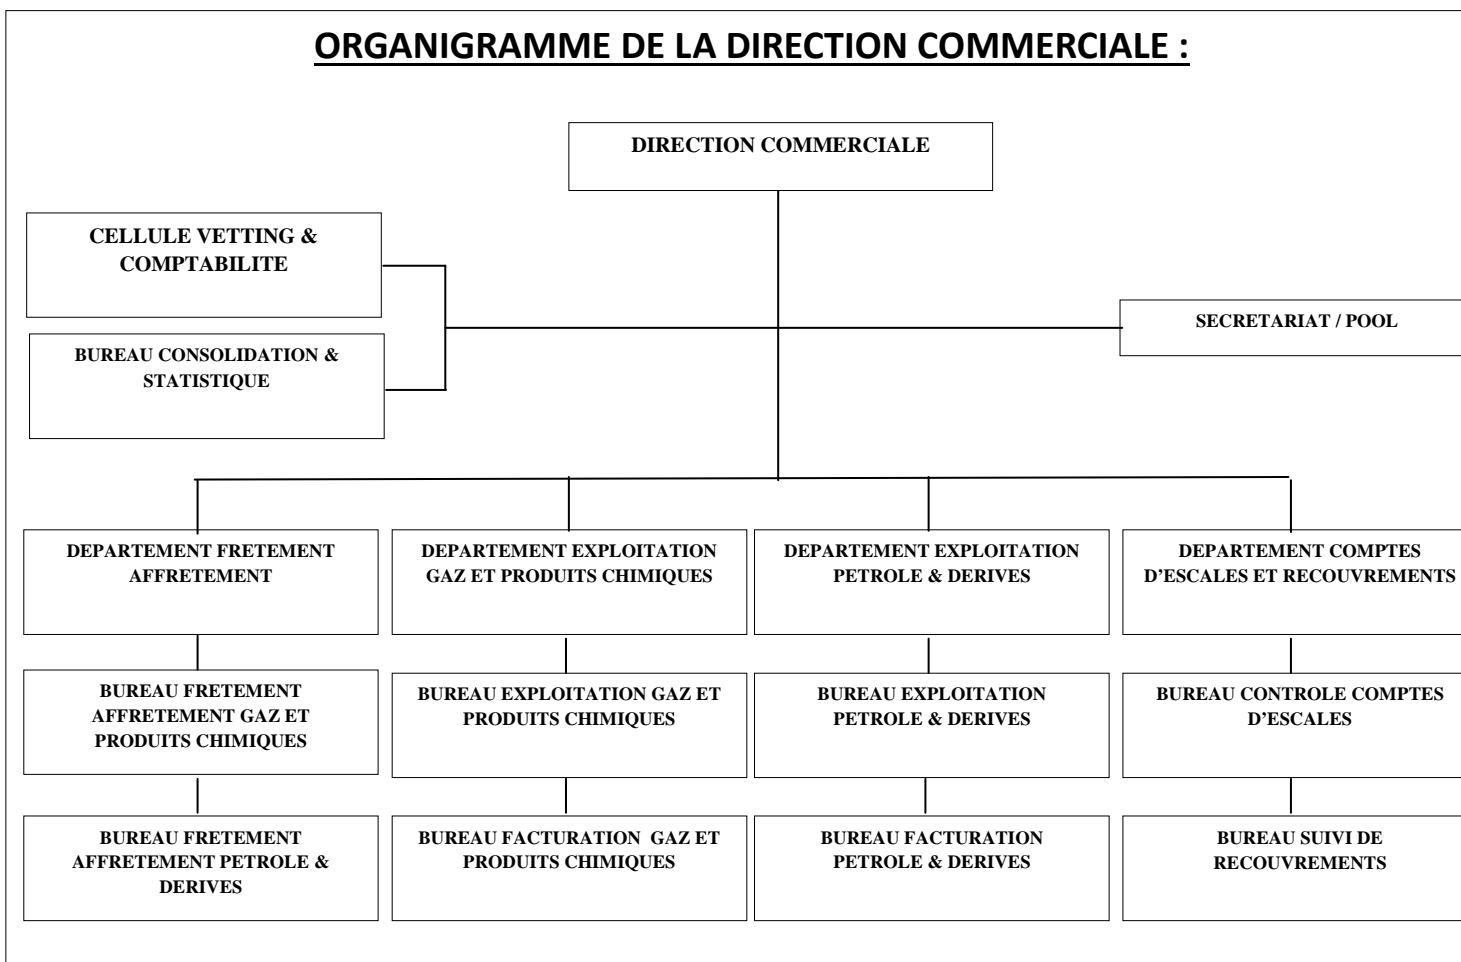 ORGANIGRAMME DE LA DIRECTION COMMERCIALE :
DIRECTION COMMERCIALE
CELLULE VETTING &
COMPTABILITE
SECRETARIAT / POOL
BUREAU CONSOLIDATION &
STATISTIQUE
DEPARTEMENT FRETEMENT
AFFRETEMENT
DEPARTEMENT EXPLOITATION
GAZ ET PRODUITS CHIMIQUES
DEPARTEMENT EXPLOITATION
PETROLE & DERIVES
DEPARTEMENT COMPTES
D’ESCALES ET RECOUVREMENTS
BUREAU FRETEMENT
AFFRETEMENT GAZ ET
PRODUITS CHIMIQUES
BUREAU EXPLOITATION GAZ ET
PRODUITS CHIMIQUES
BUREAU EXPLOITATION
PETROLE & DERIVES
BUREAU CONTROLE COMPTES
D’ESCALES
BUREAU FRETEMENT
AFFRETEMENT PETROLE &
DERIVES
BUREAU FACTURATION  GAZ ET
PRODUITS CHIMIQUES
BUREAU FACTURATION
PETROLE & DERIVES
BUREAU SUIVI DE
RECOUVREMENTS